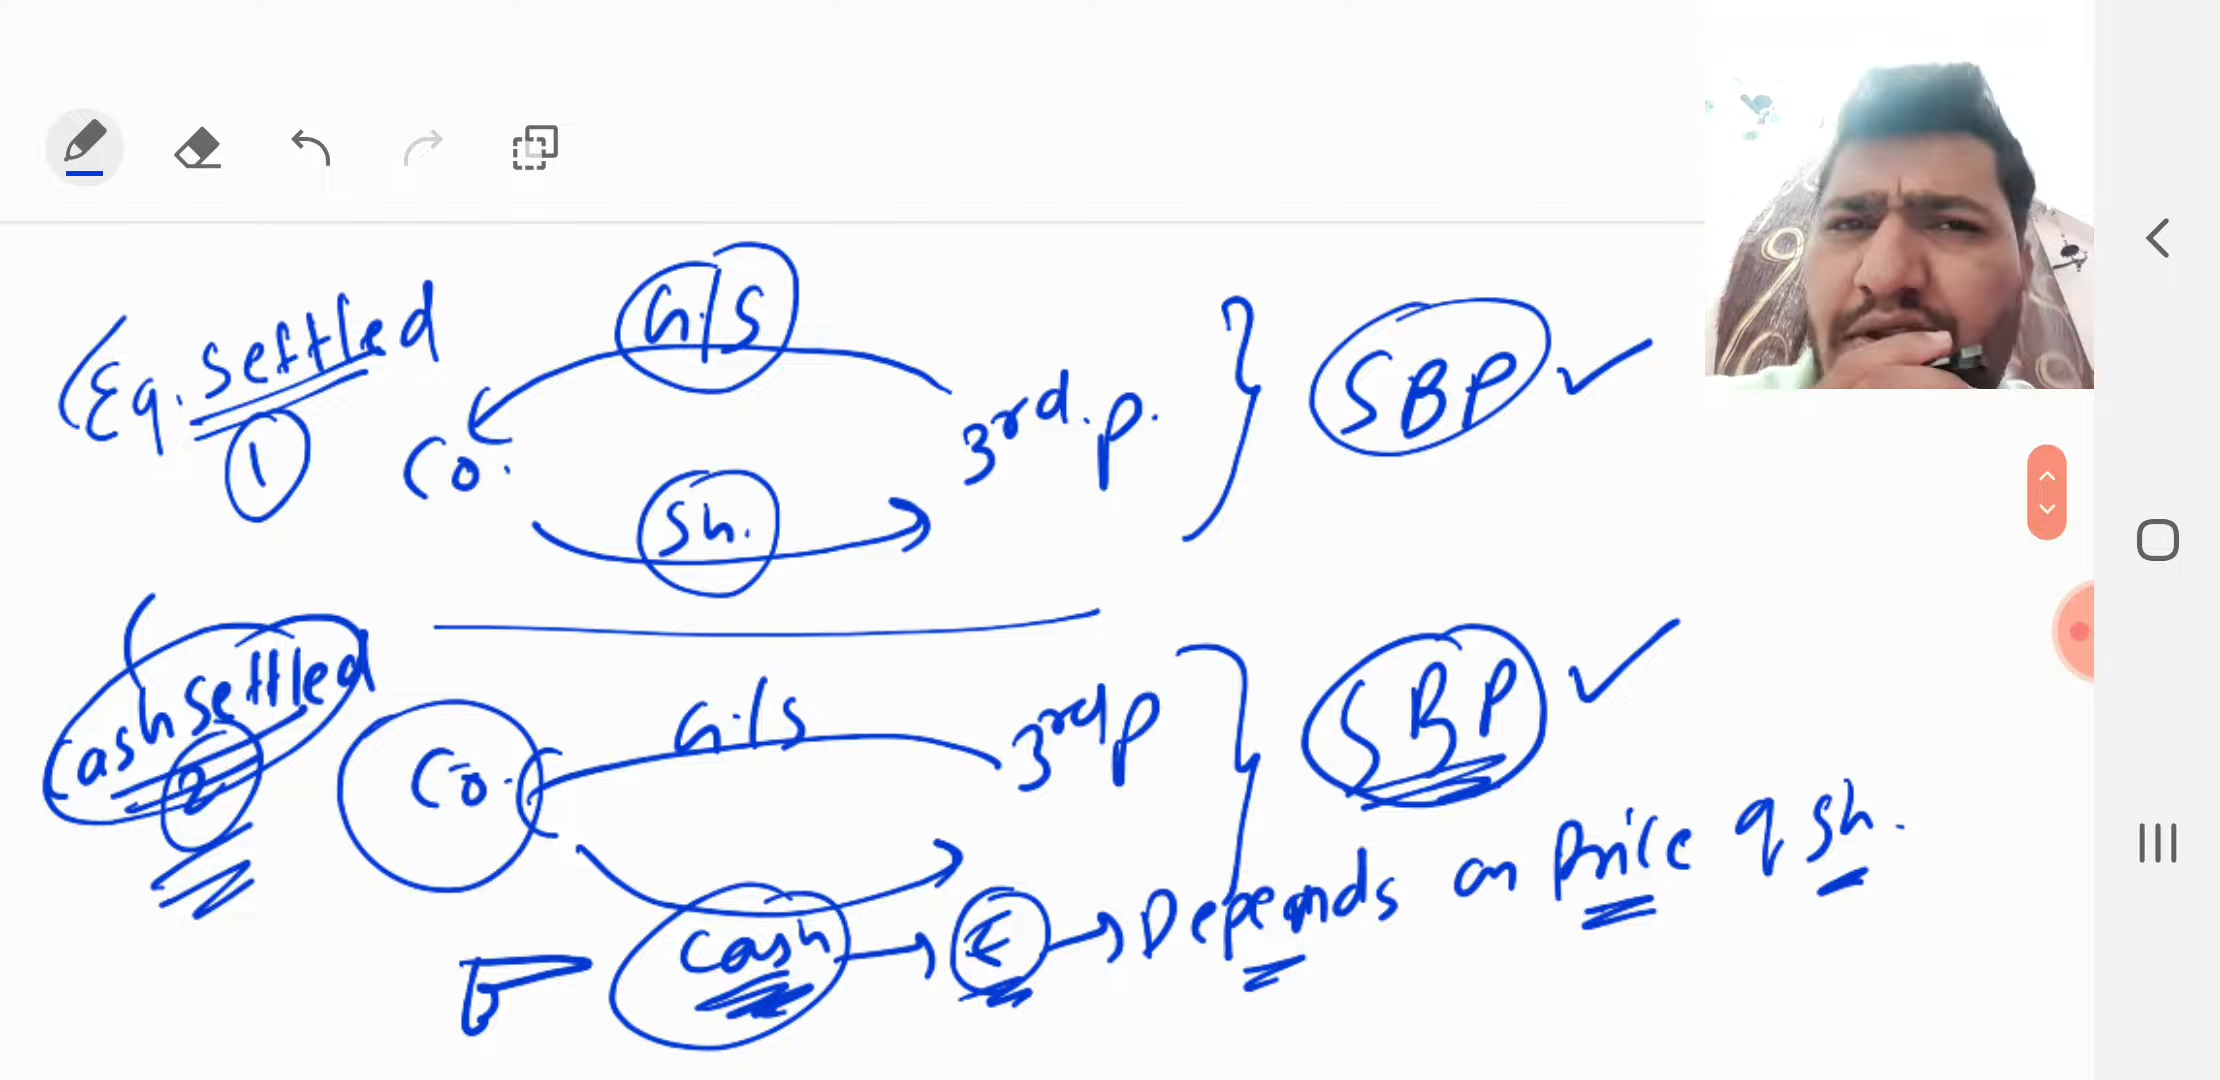 G/S
Eq. settled
1
Co.
3rd. p.
SBP
Sh.
Cash settled
2
Co.
G/S
3rd p
SBP
Cash → ₹ → Depends on Price of sh.